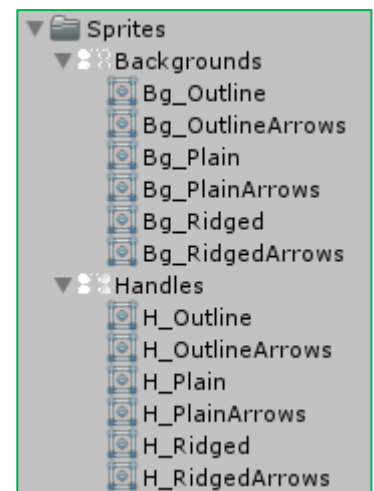 Sprites
Backgrounds
Bg_Outline
Bg_OutlineArrows
Bg_Plain
Bg_PlainArrows
Bg_Ridged
Bg_RidgedArrows
Handles
H_Outline
H_OutlineArrows
H_Plain
H_PlainArrows
H_Ridged
H_RidgedArrows